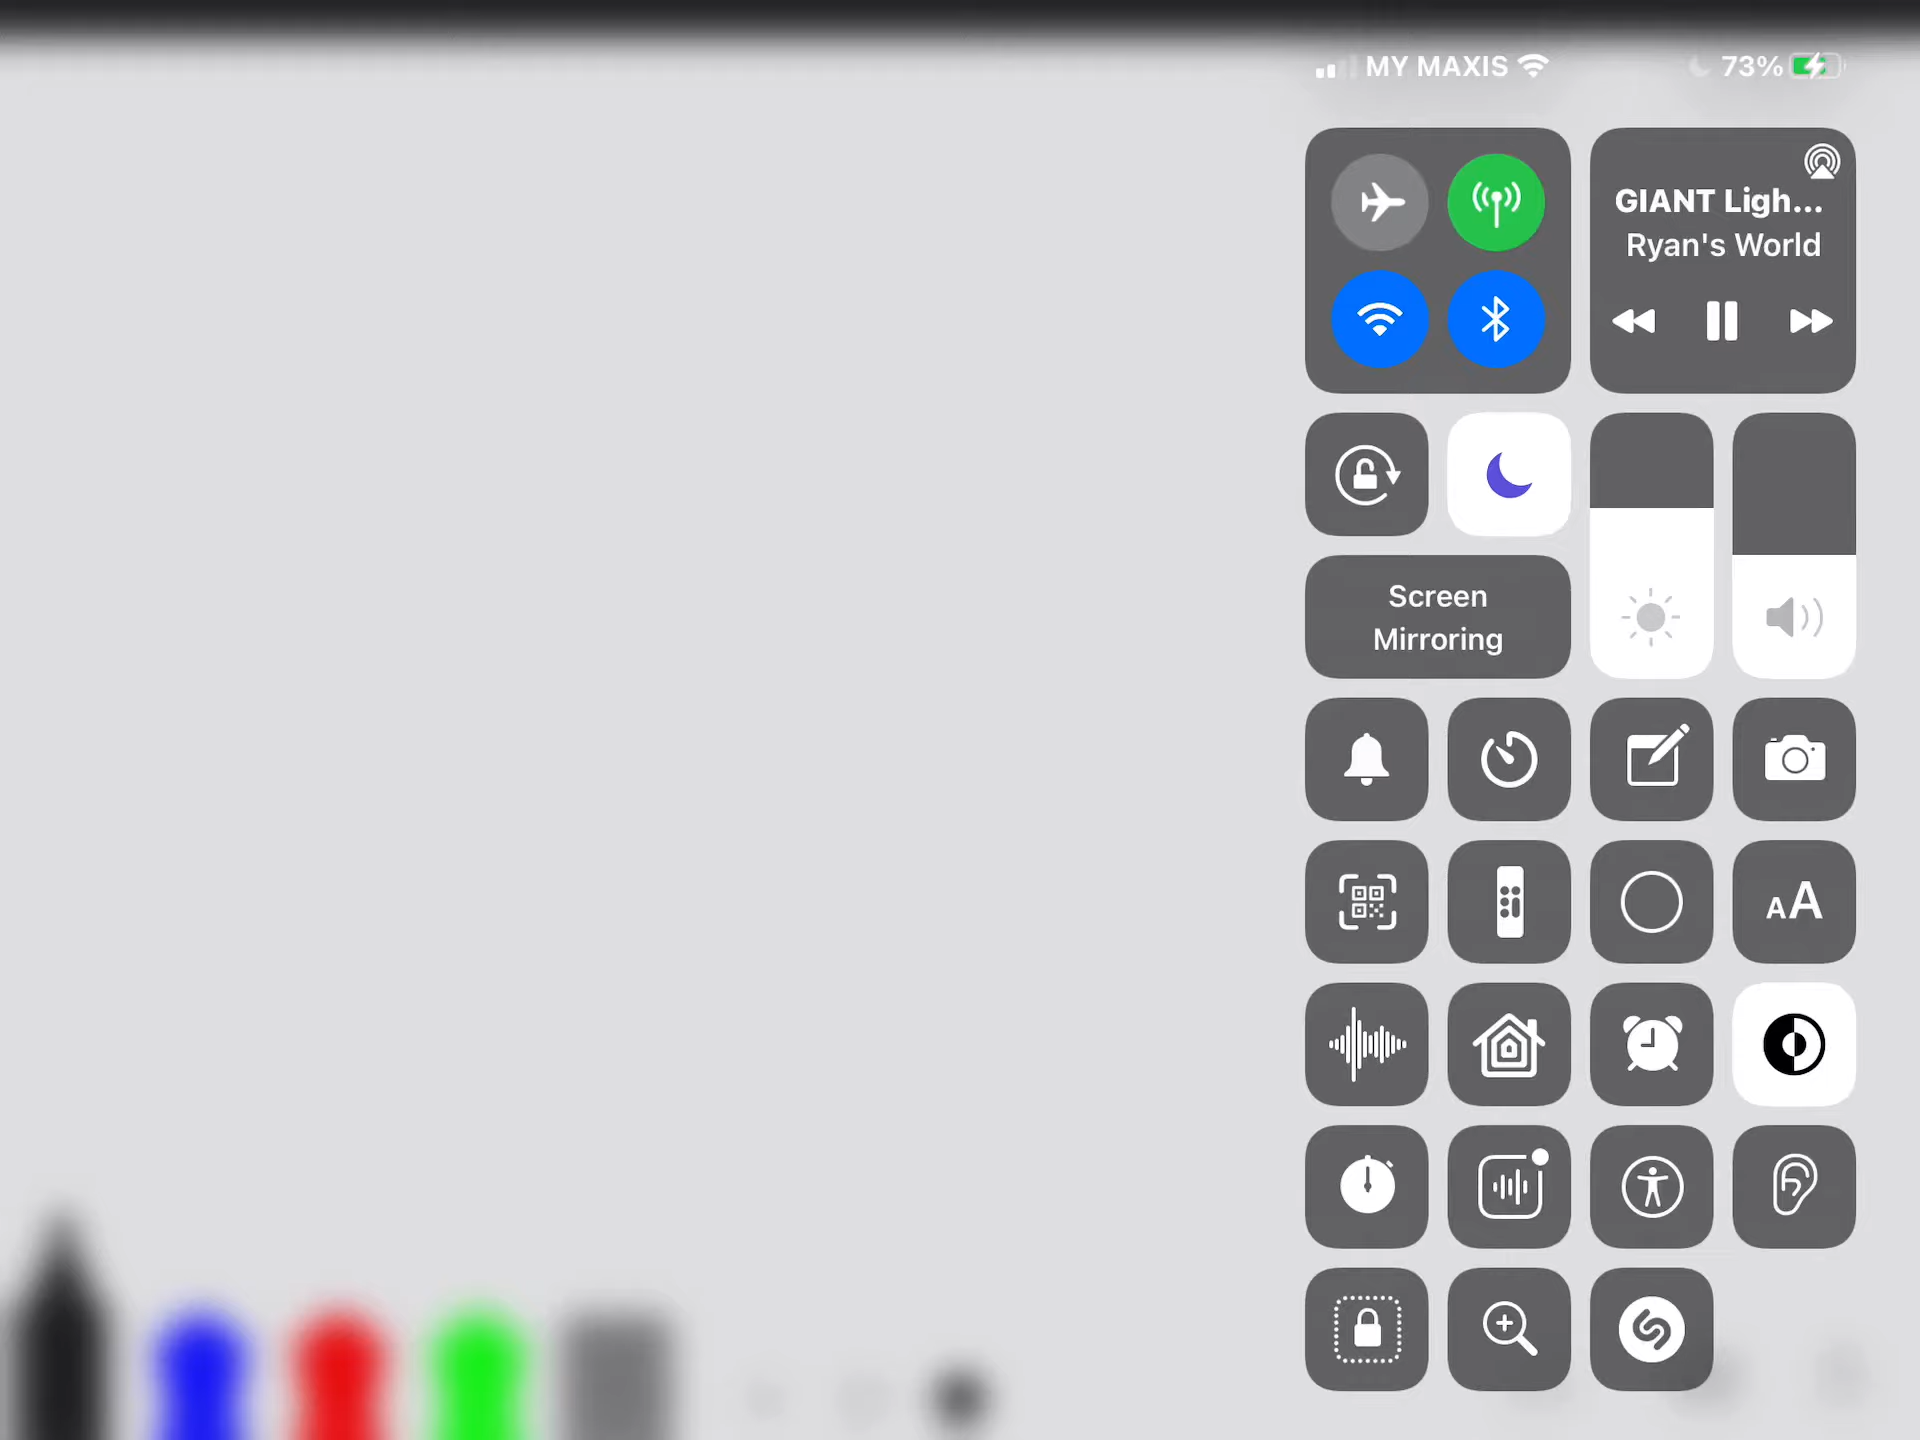 MY MAXIS
73%
GIANT Ligh...
Ryan's World
Screen
Mirroring
AA